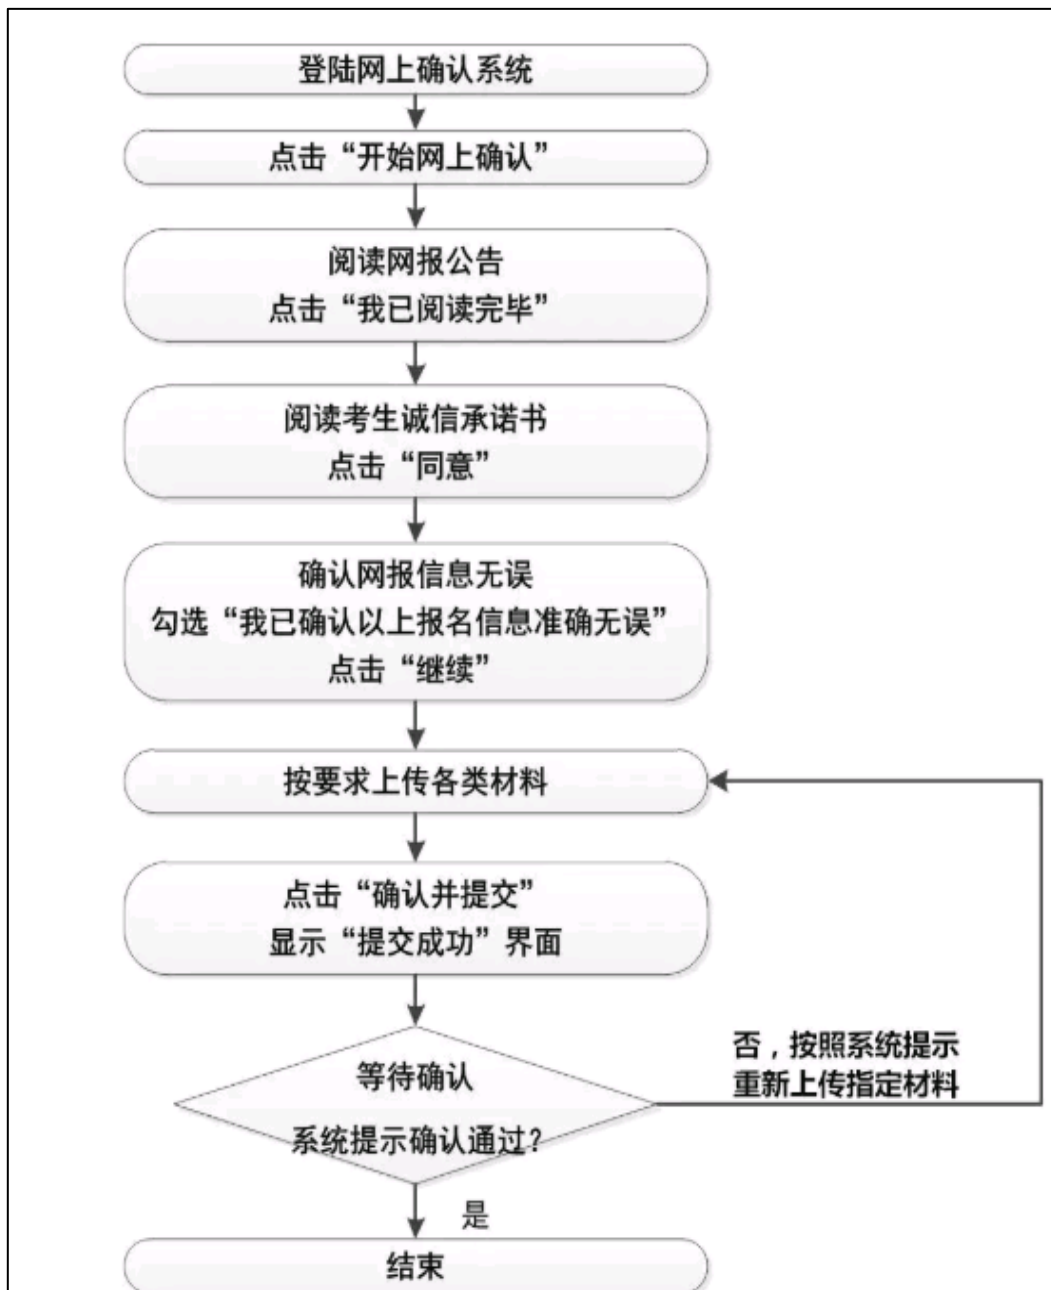 登陆网上确认系统
点击“开始网上确认”
阅读网报公告
点击“我已阅读完毕”
阅读考生诚信承诺书
点击“同意”
确认网报信息无误
勾选“我已确认以上报名信息准确无误”
点击“继续”
按要求上传各类材料
点击“确认并提交”
显示“提交成功”界面
等待确认
系统提示确认通过？
否，按照系统提示
重新上传指定材料
是
结束